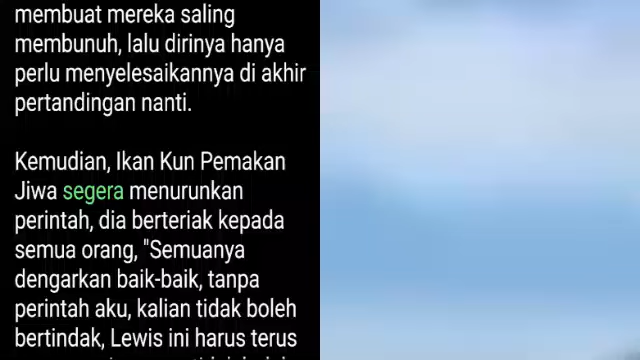 membuat mereka saling
membunuh, lalu dirinya hanya
perlu menyelesaikannya di akhir
pertandingan nanti.
Kemudian, Ikan Kun Pemakan
Jiwa segera menurunkan
perintah, dia berteriak kepada
semua orang, "Semuanya
dengarkan baik-baik, tanpa
perintah aku, kalian tidak boleh
bertindak, Lewis ini harus terus